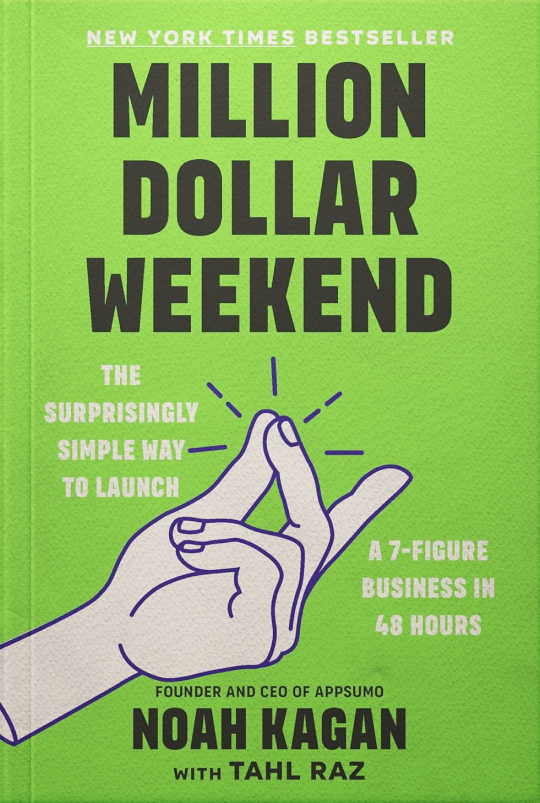 NEW YORK TIMES BESTSELLER
MILLION
DOLLAR
WEEKEND
THE
SURPRISINGLY
SIMPLE WAY
TO LAUNCH
A 7-FIGURE
BUSINESS IN
48 HOURS
FOUNDER AND CEO OF APPSUMO
NOAH KAGAN
WITH TAHL RAZ